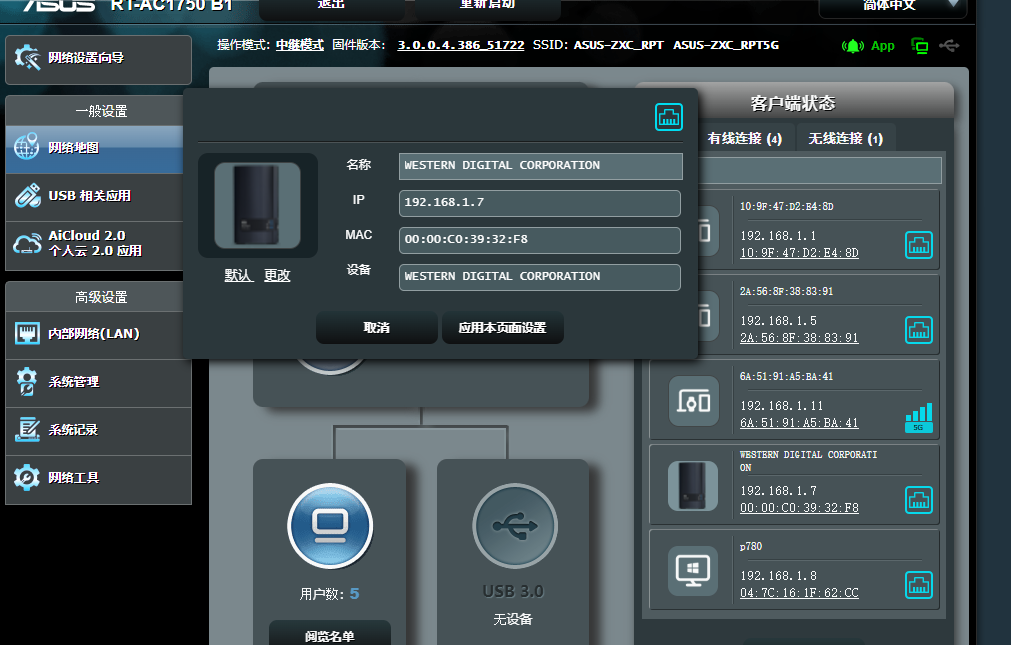 ASUS RT-AC1750 B1
退出
重新启动
简体中文
操作模式: 中继模式 固件版本: 3.0.0.4.386_51722 SSID: ASUS-ZXC_RPT ASUS-ZXC_RPT5G
App
网络设置向导
一般设置
网络地图
USB 相关应用
AiCloud 2.0
个人云 2.0 应用
高级设置
内部网络(LAN)
系统管理
系统记录
网络工具
名称
WESTERN DIGITAL CORPORATION
IP
192.168.1.7
MAC
00:00:C0:39:32:F8
设备
WESTERN DIGITAL CORPORATION
默认 更改
取消
应用本页面设置
用户数: 5
阅览名单
USB 3.0
无设备
客户端状态
有线连接 (4)
无线连接 (1)
10:9F:47:D2:E4:8D
192.168.1.1
10:9F:47:D2:E4:8D
2A:56:8F:38:83:91
192.168.1.5
2A:56:8F:38:83:91
6A:51:91:A5:BA:41
192.168.1.11
6A:51:91:A5:BA:41
5G
WESTERN DIGITAL CORPORATI
ON
192.168.1.7
00:00:C0:39:32:F8
p780
192.168.1.8
04:7C:16:1F:62:CC